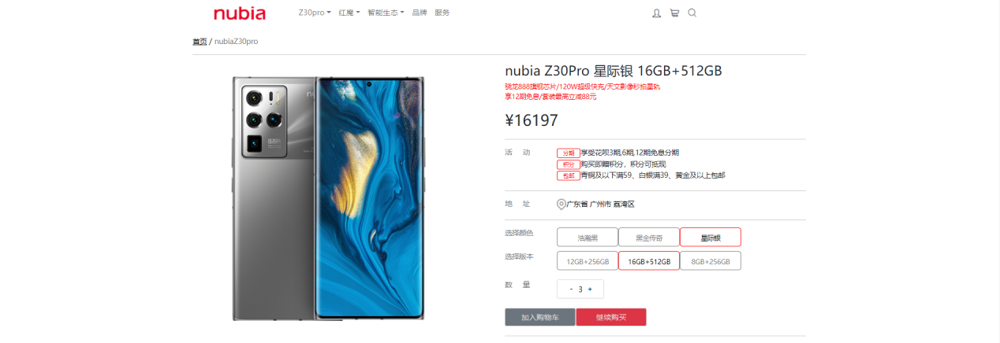 nubia Z30pro 红魔 智能生态 品牌 服务
首页 / nubiaZ30pro
nubia Z30Pro 星际银 16GB+512GB
骁龙888旗舰芯片/120W超级快充/天文影像秒拍星轨
享12期免息/套装最高立减88元
¥16197
活 动 分期 享受花呗3期,6期,12期免息分期
积分 购买即赠积分，积分可抵现
包邮 青铜及以下满59、白银满39、黄金及以上包邮
地 址 广东省 广州市 荔湾区
选择颜色 浩瀚黑 黑金传奇 星际银
选择版本 12GB+256GB 16GB+512GB 8GB+256GB
数 量 - 3 +
加入购物车 继续购买